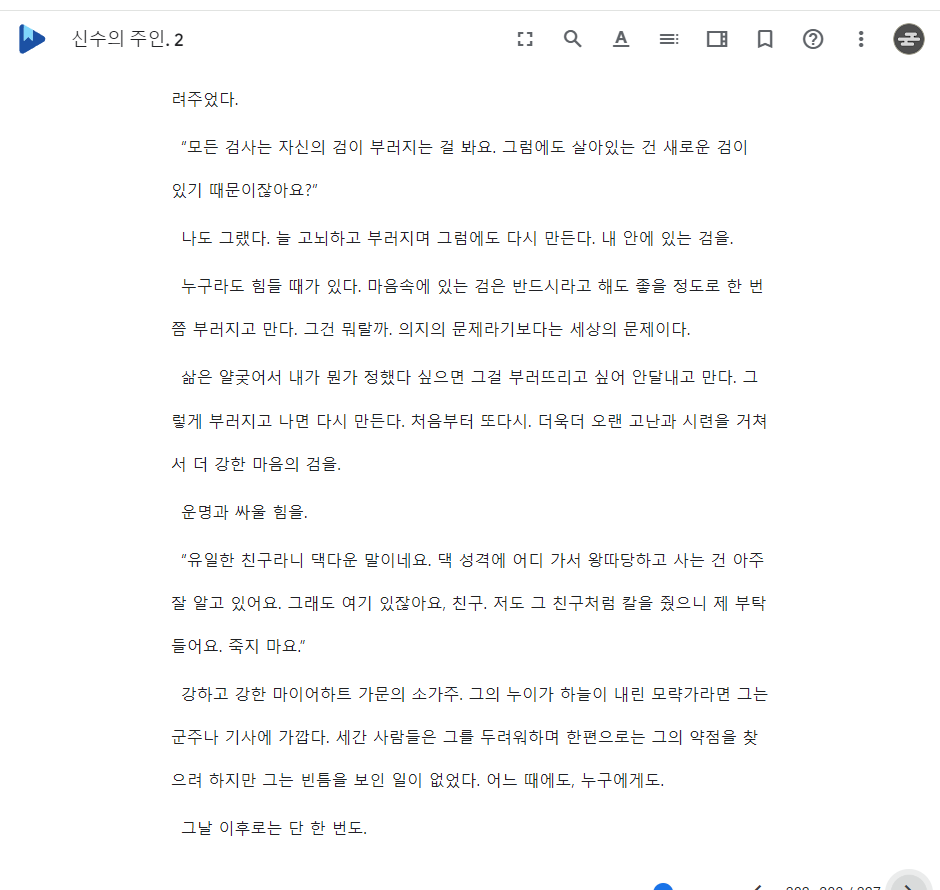 신수의 주인. 2
려주었다.
"모든 검사는 자신의 검이 부러지는 걸 봐요. 그럼에도 살아있는 건 새로운 검이
있기 때문이잖아요?"
나도 그랬다. 늘 고뇌하고 부러지며 그럼에도 다시 만든다. 내 안에 있는 검을.
누구라도 힘들 때가 있다. 마음속에 있는 검은 반드시라고 해도 좋을 정도로 한 번
쯤 부러지고 만다. 그건 뭐랄까. 의지의 문제라기보다는 세상의 문제이다.
삶은 얄궂어서 내가 뭔가 정했다 싶으면 그걸 부러뜨리고 싶어 안달내고 만다. 그
렇게 부러지고 나면 다시 만든다. 처음부터 또다시. 더욱더 오랜 고난과 시련을 거쳐
서 더 강한 마음의 검을.
운명과 싸울 힘을.
"유일한 친구라니 댁다운 말이네요. 댁 성격에 어디 가서 왕따당하고 사는 건 아주
잘 알고 있어요. 그래도 여기 있잖아요, 친구. 저도 그 친구처럼 칼을 줬으니 제 부탁
들어요. 죽지 마요."
강하고 강한 마이어하트 가문의 소가주. 그의 누이가 하늘이 내린 모략가라면 그는
군주나 기사에 가깝다. 세간 사람들은 그를 두려워하며 한편으로는 그의 약점을 찾
으려 하지만 그는 빈틈을 보인 일이 없었다. 어느 때에도, 누구에게도.
그날 이후로는 단 한 번도.